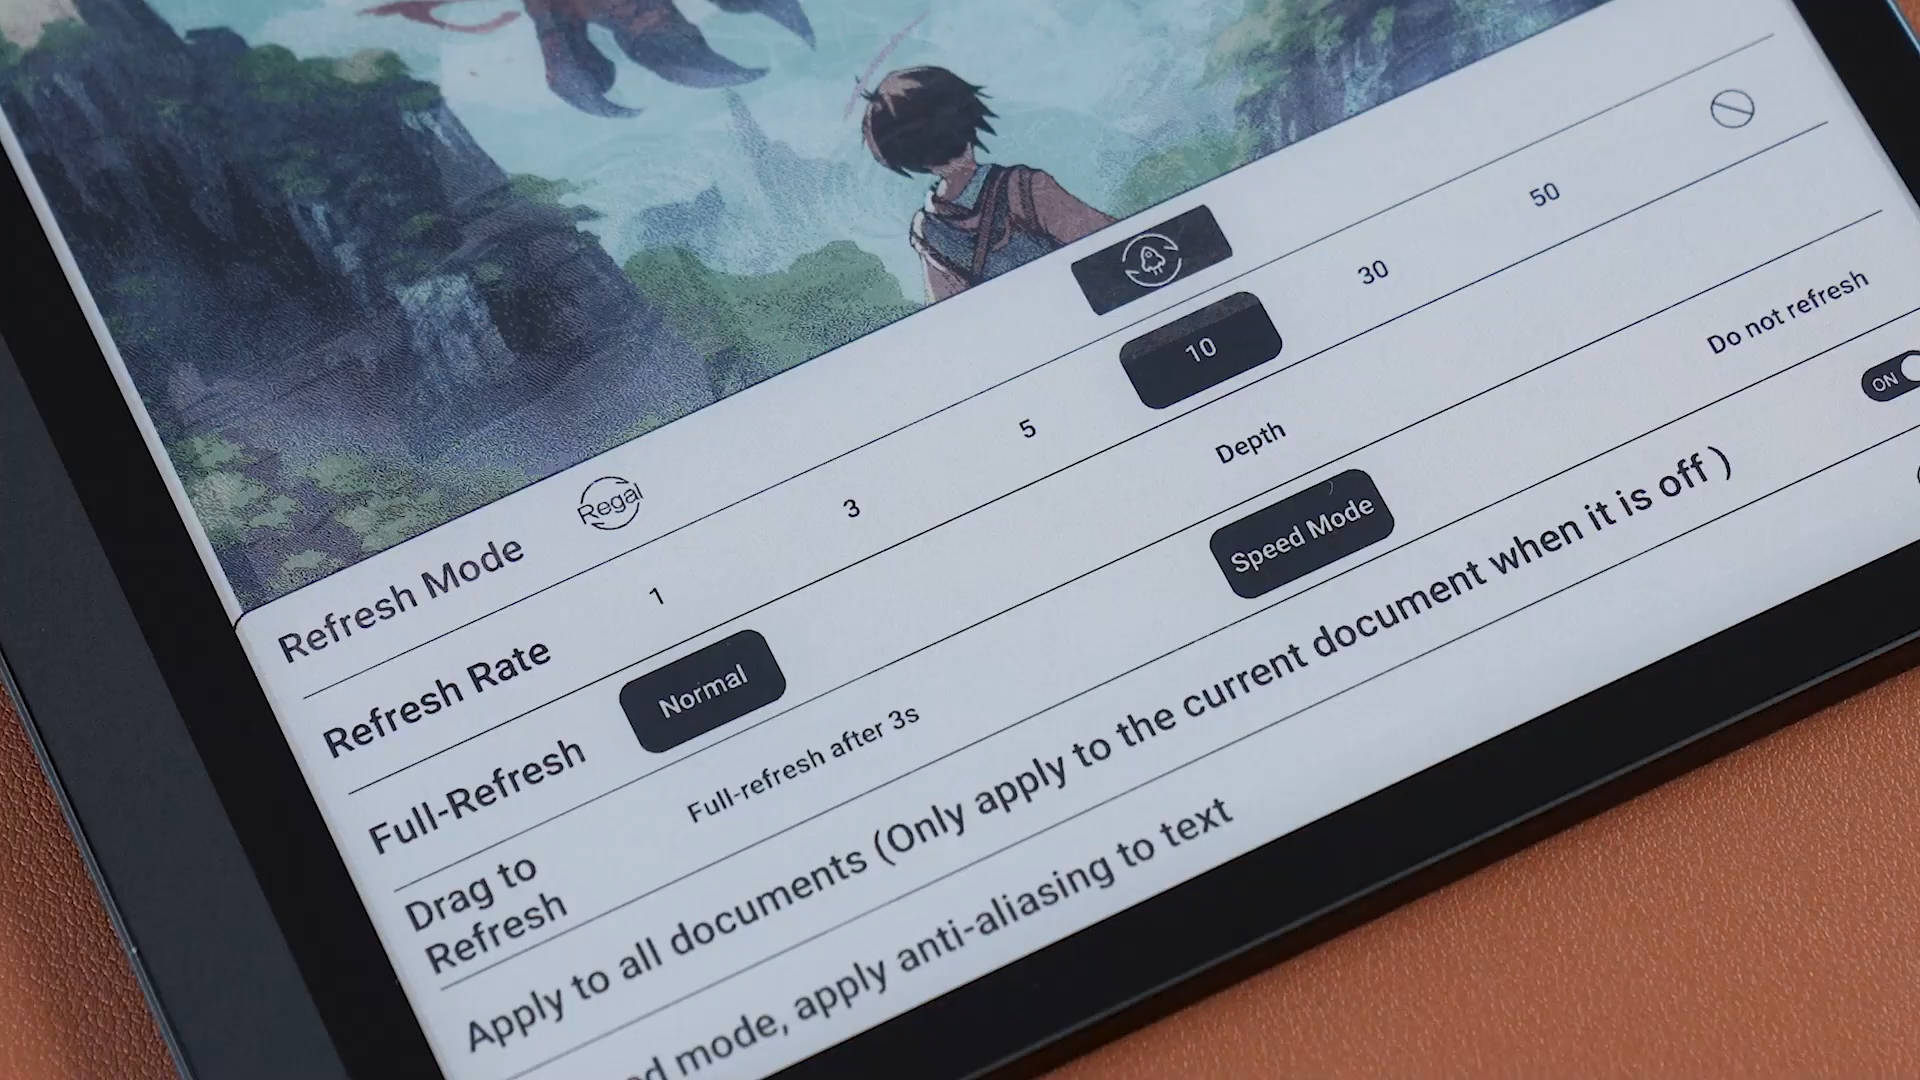 Refresh Mode Regal
Refresh Rate 1 3 5 10 30 50
Full-Refresh Normal Depth Do not refresh
Drag to
Refresh Full-refresh after 3s Speed Mode
Apply to all documents (Only apply to the current document when it is off ) ON
mode, apply anti-aliasing to text